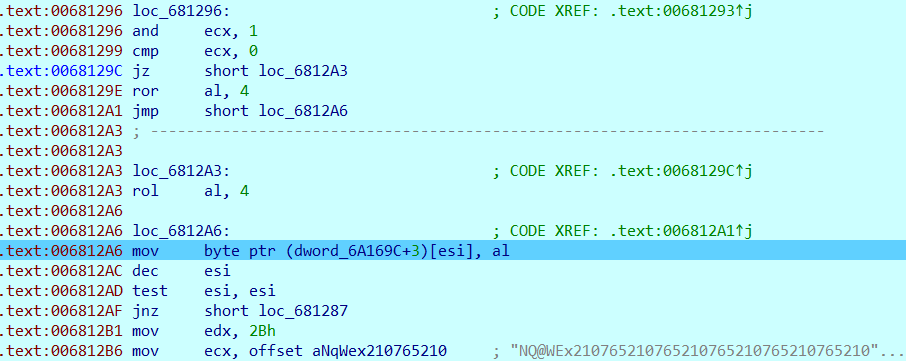 .text:00681296 loc_681296: ; CODE XREF: .text:00681293↑j
.text:00681296 and ecx, 1
.text:00681299 cmp ecx, 0
.text:0068129C jz short loc_6812A3
.text:0068129E ror al, 4
.text:006812A1 jmp short loc_6812A6
.text:006812A3 ; ---------------------------------------------------------------------------
.text:006812A3
.text:006812A3 loc_6812A3: ; CODE XREF: .text:0068129C↑j
.text:006812A3 rol al, 4
.text:006812A6
.text:006812A6 loc_6812A6: ; CODE XREF: .text:006812A1↑j
.text:006812A6 mov byte ptr (dword_6A169C+3)[esi], al
.text:006812AC dec esi
.text:006812AD test esi, esi
.text:006812AF jnz short loc_681287
.text:006812B1 mov edx, 2Bh
.text:006812B6 mov ecx, offset aNqWex210765210 ; "NQ@WEx210765210765210765210765210765210"...